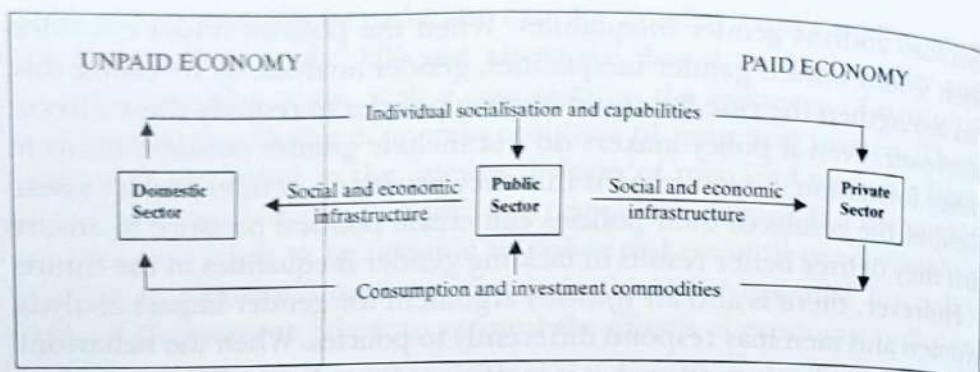 UNPAID ECONOMY PAID ECONOMY
Individual socialisation and capabilities
Domestic Sector
Social and economic infrastructure
Public Sector
Social and economic infrastructure
Private Sector
Consumption and investment commodities